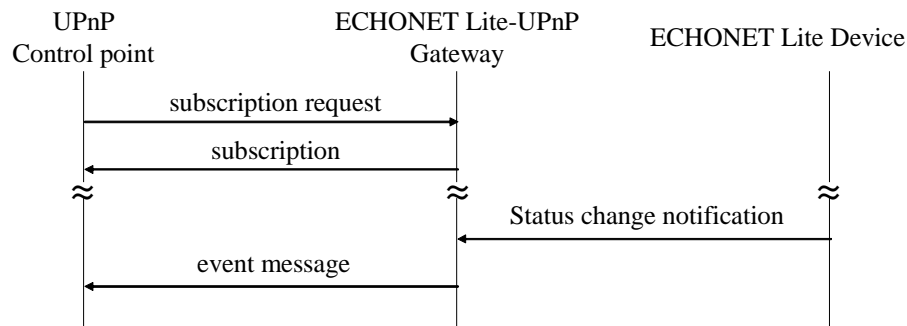 UPnP
Control point
ECHONET Lite-UPnP
Gateway
ECHONET Lite Device
subscription request
subscription
Status change notification
event message